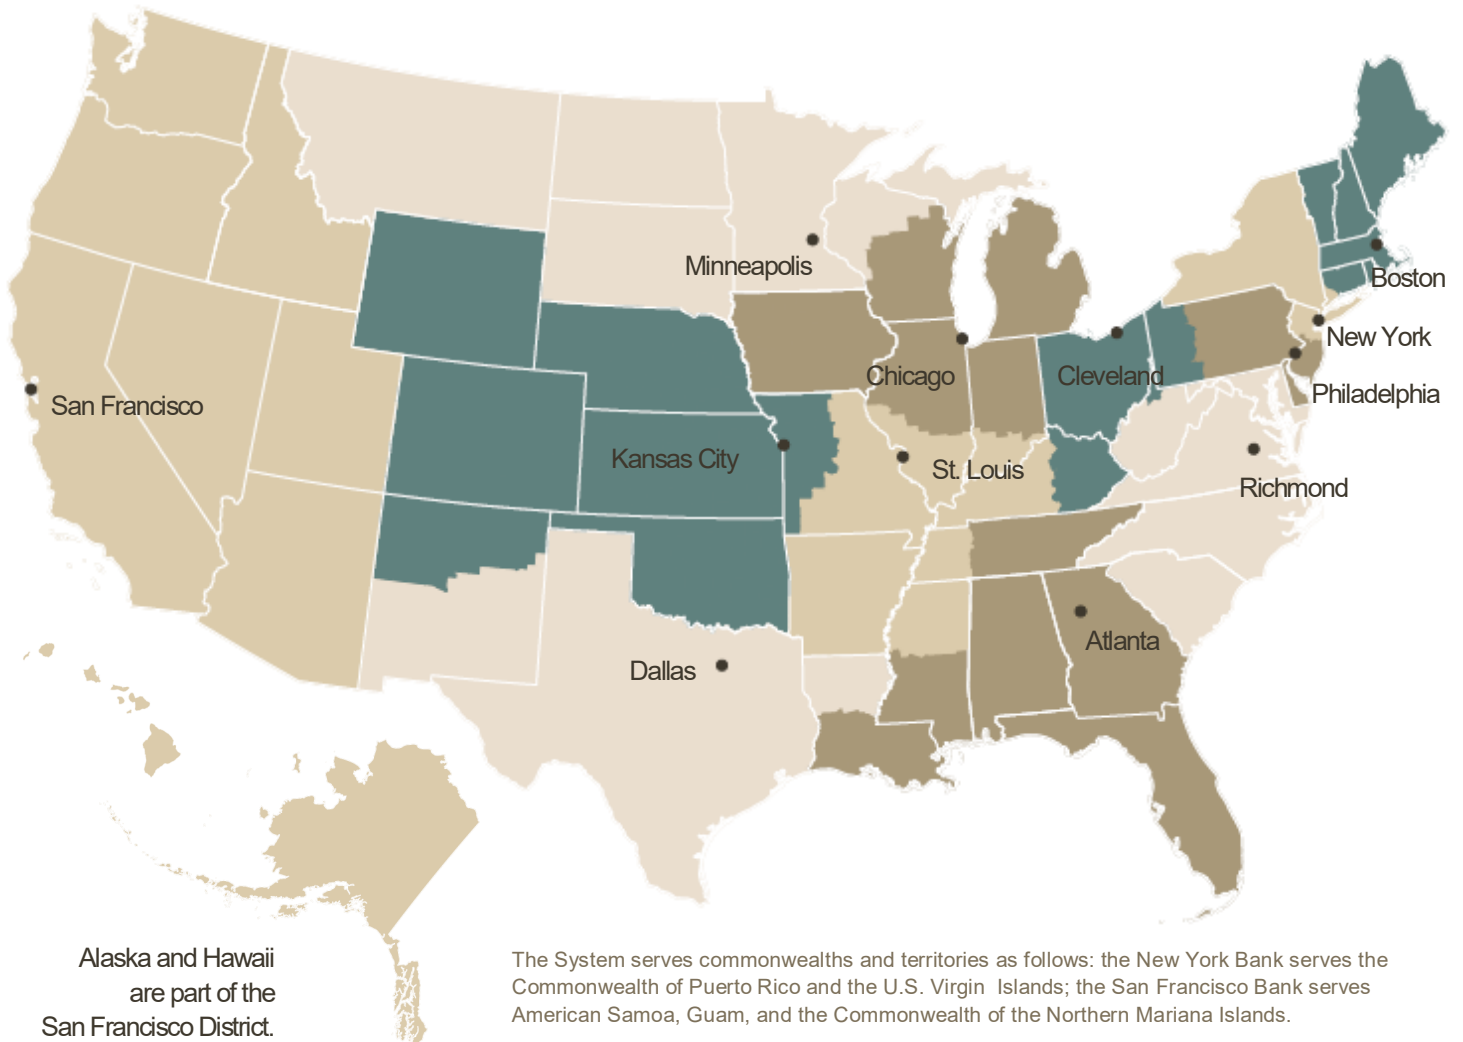 Minneapolis
Boston
New York
Chicago
Cleveland
Philadelphia
San Francisco
Kansas City
St. Louis
Richmond
Atlanta
Dallas
Alaska and Hawaii
are part of the
San Francisco District.
The System serves commonwealths and territories as follows: the New York Bank serves the
Commonwealth of Puerto Rico and the U.S. Virgin Islands; the San Francisco Bank serves
American Samoa, Guam, and the Commonwealth of the Northern Mariana Islands.